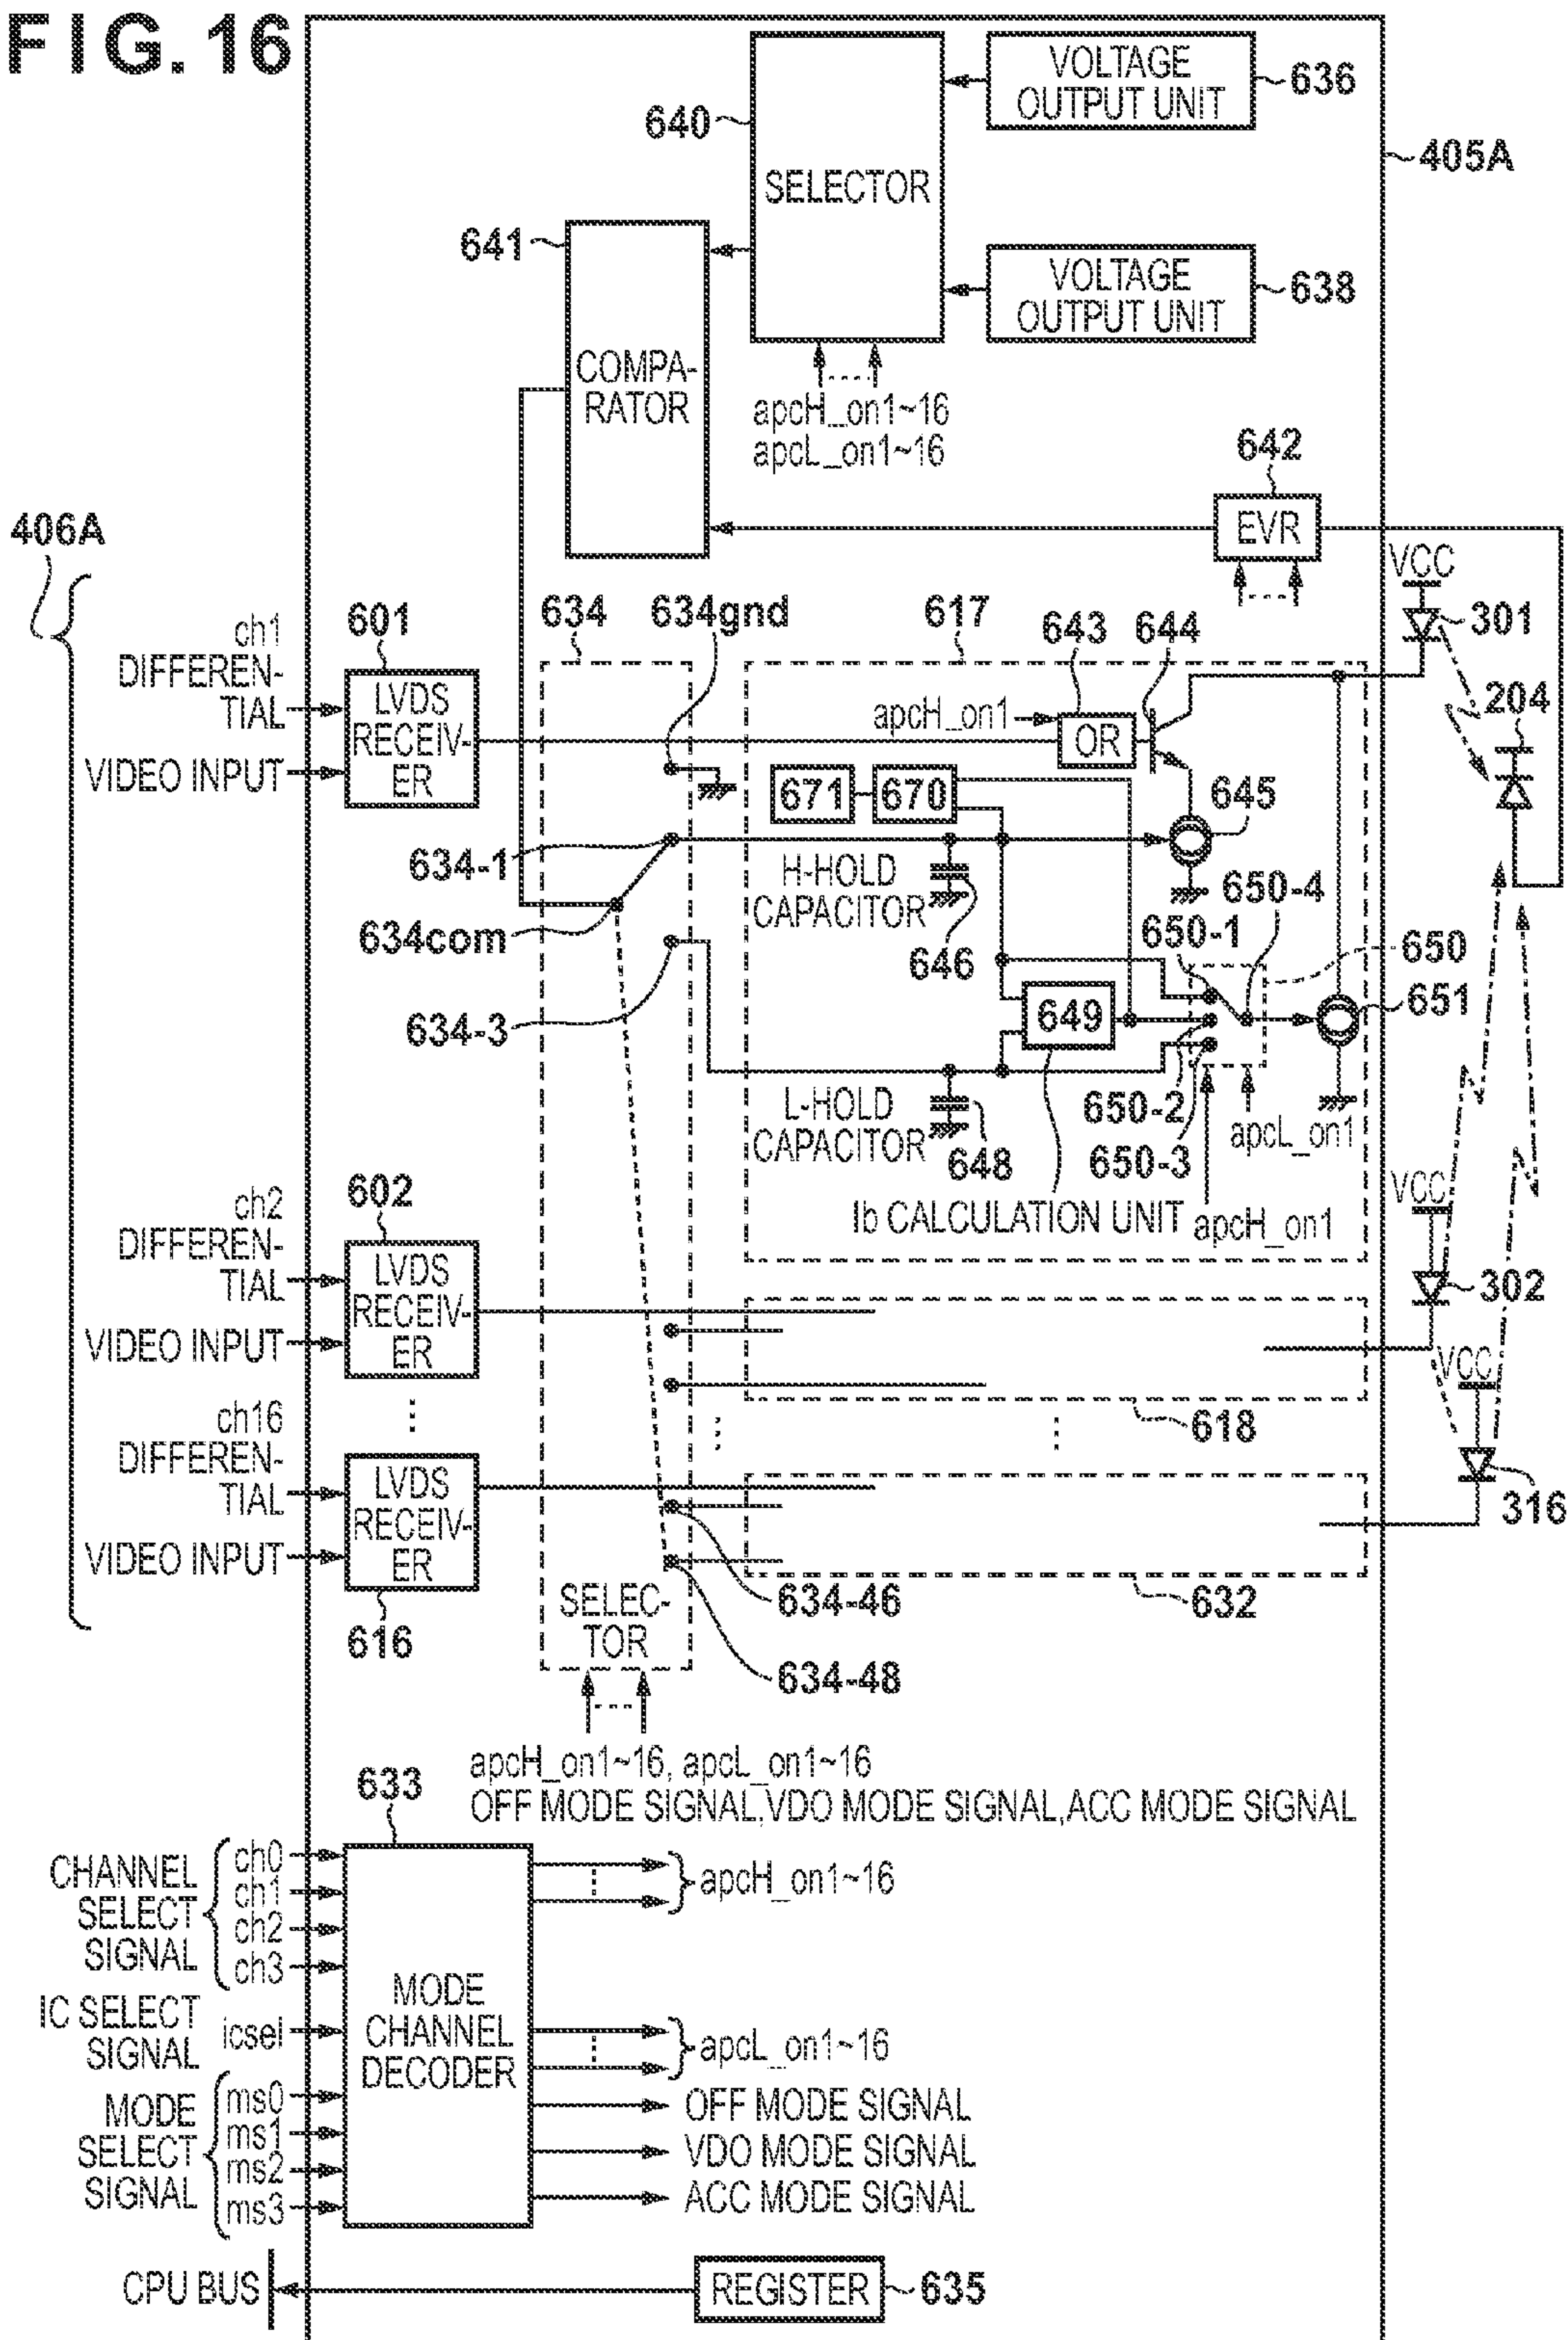 FIG. 16
VOLTAGE
OUTPUT UNIT
636
640
SELECTOR
405A
641
VOLTAGE
OUTPUT UNIT
638
COMPA-
RATOR
apcH_on1~16
apcL_on1~16
642
EVR
406A
VCC
301
634
634gnd
617
643
644
601
ch1
DIFFEREN-
TIAL
VIDEO INPUT
LVDS
RECEIV-
ER
apcH_on1
OR
204
671
670
645
634-1
634com
H-HOLD
CAPACITOR
646
650-4
650-1
650
651
634-3
649
650-2
650-3
L-HOLD
CAPACITOR
648
apcL_on1
Ib CALCULATION UNIT
apcH_on1
VCC
602
ch2
DIFFEREN-
TIAL
VIDEO INPUT
LVDS
RECEIV-
ER
302
VCC
618
ch16
DIFFEREN-
TIAL
VIDEO INPUT
LVDS
RECEIV-
ER
316
616
SELEC-
TOR
634-46
632
634-48
apcH_on1~16, apcL_on1~16
OFF MODE SIGNAL,VDO MODE SIGNAL,ACC MODE SIGNAL
633
CHANNEL
SELECT
SIGNAL
ch0
ch1
ch2
ch3
apcH_on1~16
IC SELECT
SIGNAL
icsel
MODE
CHANNEL
DECODER
apcL_on1~16
MODE
SELECT
SIGNAL
ms0
ms1
ms2
ms3
OFF MODE SIGNAL
VDO MODE SIGNAL
ACC MODE SIGNAL
CPU BUS
REGISTER
635